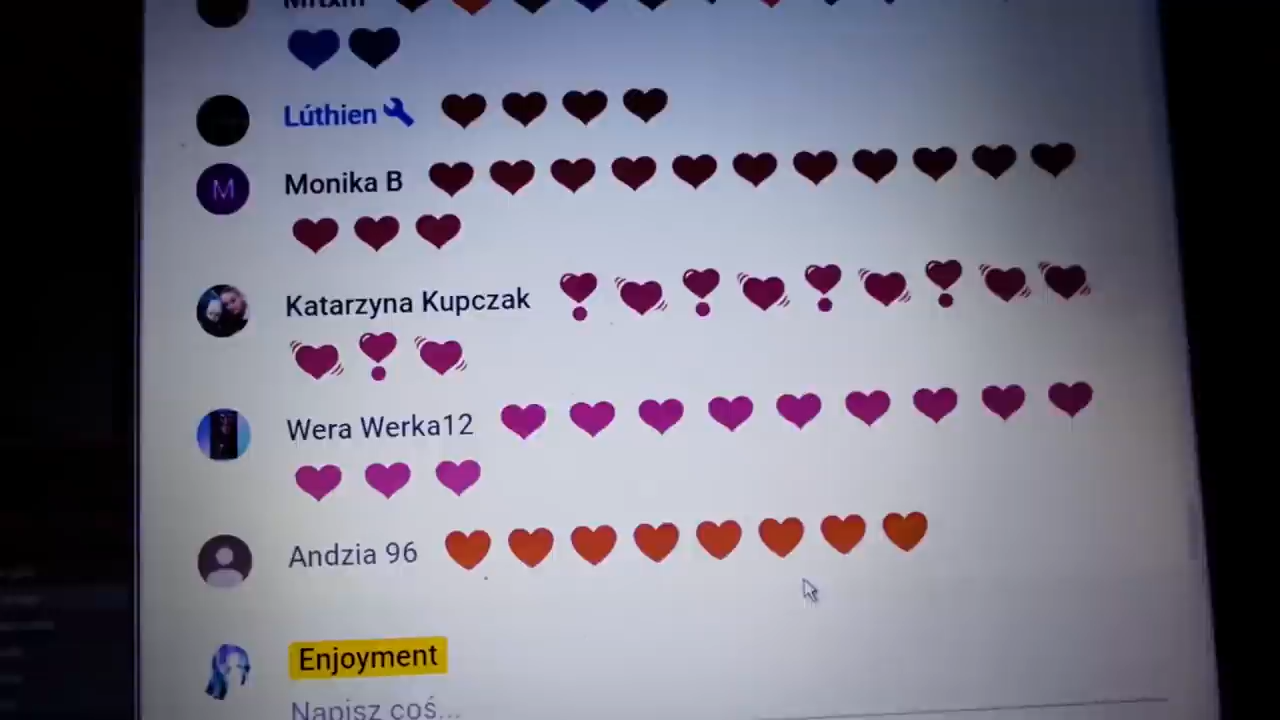 Lúthien
M
Monika B
Katarzyna Kupczak
Wera Werka12
Andzia 96
Enjoyment
Napisz coś...